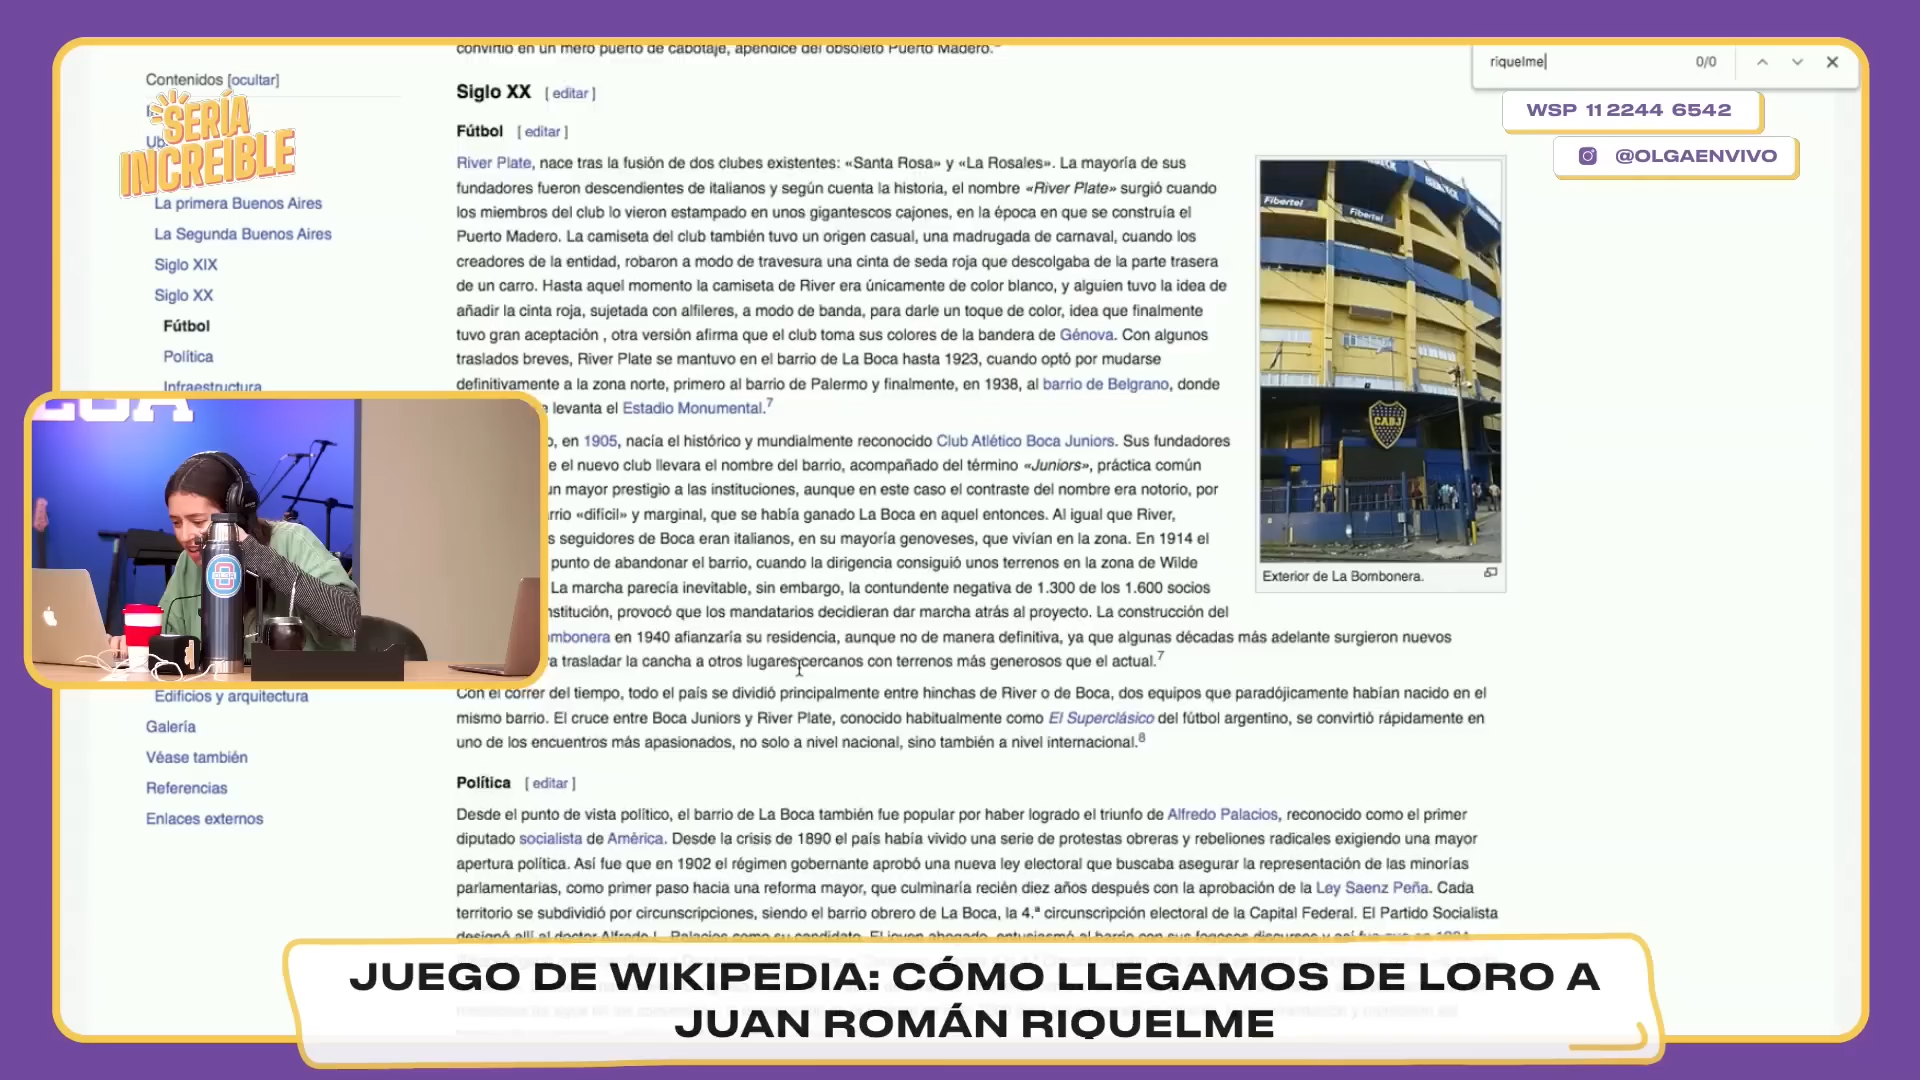 convirtió en un mero puerto de cabotaje, apéndice del obsoleto Puerto Madero.
riquelme
0/0
Contenidos [ocultar]
SERÍA
INCREIBLE
La primera Buenos Aires
La Segunda Buenos Aires
Siglo XIX
Siglo XX
Fútbol
Política
Infraestructura
Edificios y arquitectura
Galería
Véase también
Referencias
Enlaces externos
WSP 11 2244 6542
@OLGAENVIVO
Siglo XX [ editar ]
Fútbol [ editar ]
River Plate, nace tras la fusión de dos clubes existentes: «Santa Rosa» y «La Rosales». La mayoría de sus
fundadores fueron descendientes de italianos y según cuenta la historia, el nombre «River Plate» surgió cuando
los miembros del club lo vieron estampado en unos gigantescos cajones, en la época en que se construía el
Puerto Madero. La camiseta del club también tuvo un origen casual, una madrugada de carnaval, cuando los
creadores de la entidad, robaron a modo de travesura una cinta de seda roja que descolgaba de la parte trasera
de un carro. Hasta aquel momento la camiseta de River era únicamente de color blanco, y alguien tuvo la idea de
añadir la cinta roja, sujetada con alfileres, a modo de banda, para darle un toque de color, idea que finalmente
tuvo gran aceptación , otra versión afirma que el club toma sus colores de la bandera de Génova. Con algunos
traslados breves, River Plate se mantuvo en el barrio de La Boca hasta 1923, cuando optó por mudarse
definitivamente a la zona norte, primero al barrio de Palermo y finalmente, en 1938, al barrio de Belgrano, donde
e levanta el Estadio Monumental.7
o, en 1905, nacía el histórico y mundialmente reconocido Club Atlético Boca Juniors. Sus fundadores
e el nuevo club llevara el nombre del barrio, acompañado del término «Juniors», práctica común
un mayor prestigio a las instituciones, aunque en este caso el contraste del nombre era notorio, por
rrio «difícil» y marginal, que se había ganado La Boca en aquel entonces. Al igual que River,
s seguidores de Boca eran italianos, en su mayoría genoveses, que vivían en la zona. En 1914 el
punto de abandonar el barrio, cuando la dirigencia consiguió unos terrenos en la zona de Wilde
La marcha parecía inevitable, sin embargo, la contundente negativa de 1.300 de los 1.600 socios
nstitución, provocó que los mandatarios decidieran dar marcha atrás al proyecto. La construcción del
ombonera en 1940 afianzaría su residencia, aunque no de manera definitiva, ya que algunas décadas más adelante surgieron nuevos
ra trasladar la cancha a otros lugares cercanos con terrenos más generosos que el actual.7
Con el correr del tiempo, todo el país se dividió principalmente entre hinchas de River o de Boca, dos equipos que paradójicamente habían nacido en el
mismo barrio. El cruce entre Boca Juniors y River Plate, conocido habitualmente como El Superclásico del fútbol argentino, se convirtió rápidamente en
uno de los encuentros más apasionados, no solo a nivel nacional, sino también a nivel internacional.8
Fibertel
Fibertel
CABJ
Exterior de La Bombonera.
Política [ editar ]
Desde el punto de vista político, el barrio de La Boca también fue popular por haber logrado el triunfo de Alfredo Palacios, reconocido como el primer
diputado socialista de América. Desde la crisis de 1890 el país había vivido una serie de protestas obreras y rebeliones radicales exigiendo una mayor
apertura política. Así fue que en 1902 el régimen gobernante aprobó una nueva ley electoral que buscaba asegurar la representación de las minorías
parlamentarias, como primer paso hacia una reforma mayor, que culminaría recién diez años después con la aprobación de la Ley Saenz Peña. Cada
territorio se subdividió por circunscripciones, siendo el barrio obrero de La Boca, la 4.ª circunscripción electoral de la Capital Federal. El Partido Socialista
designó allí al doctor Alfredo L. Palacios como su candidato. El joven abogado, entusiasmó al barrio con sus fogosos discursos y así fue que en 1904
JUEGO DE WIKIPEDIA: CÓMO LLEGAMOS DE LORO A
JUAN ROMÁN RIQUELME